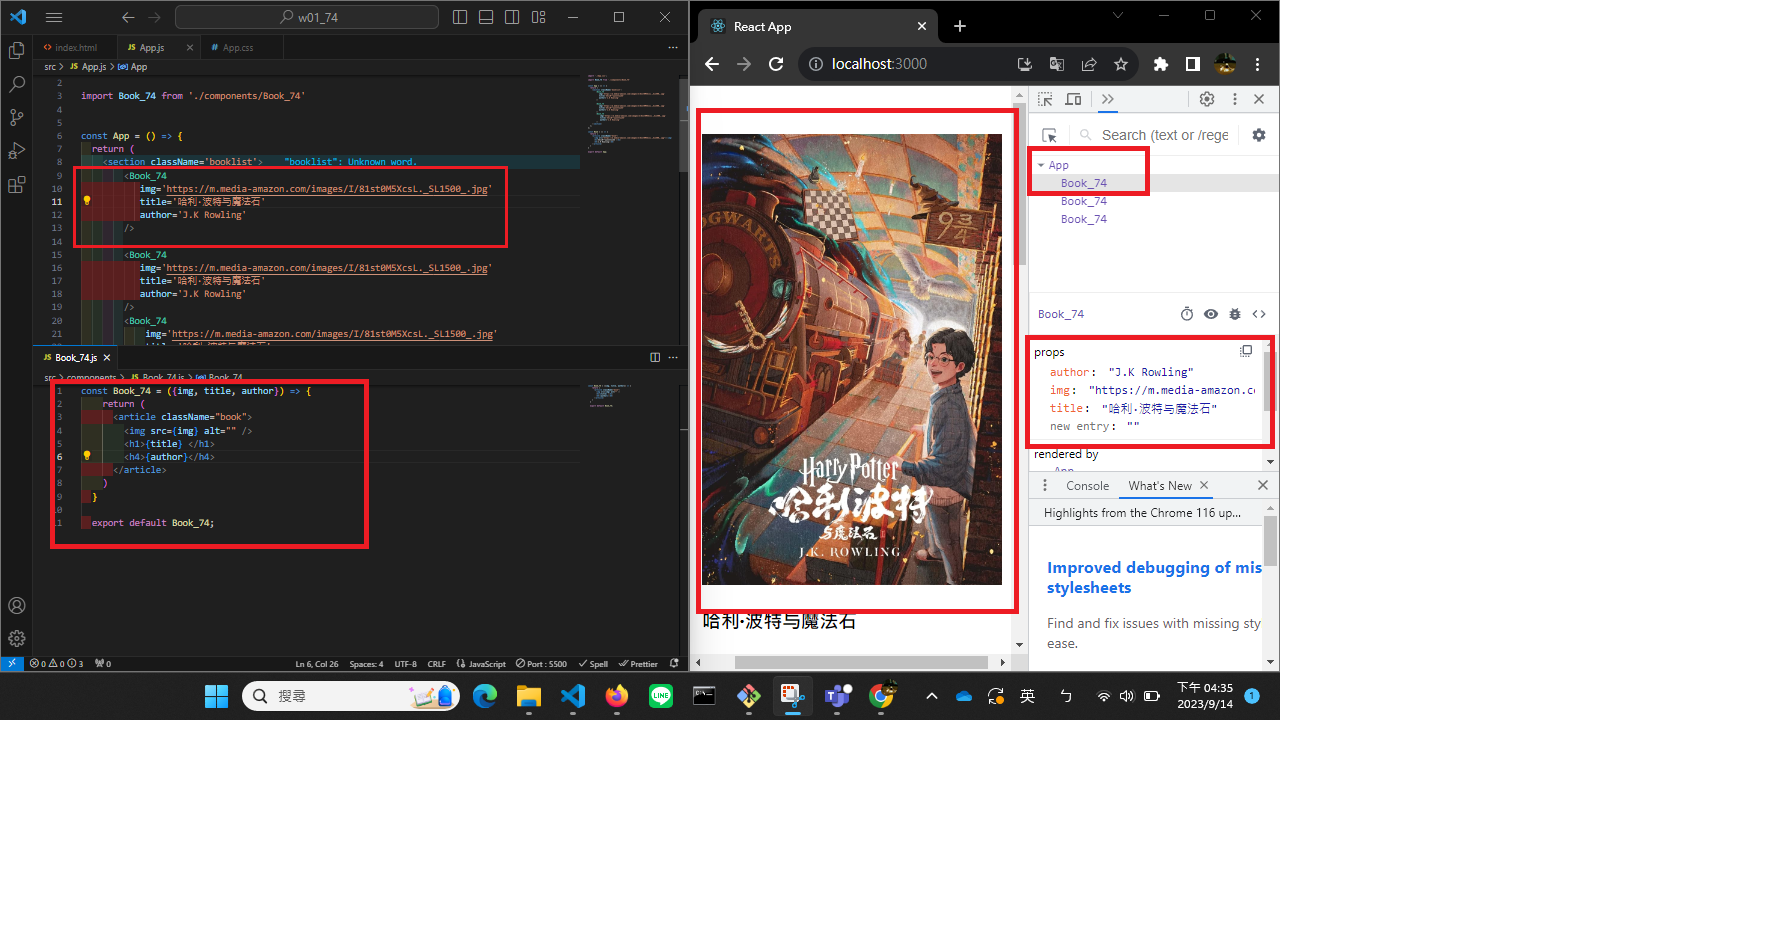 w01_74
index.html
JS App.js
# App.css
src > JS App.js > App
2
3 import Book_74 from './components/Book_74'
4
5
6 const App = () => {
7 return (
8 <section className='booklist'> "booklist": Unknown word.
9 <Book_74
10 img='https://m.media-amazon.com/images/I/81st0M5XcsL._SL1500_.jpg'
11 title='哈利·波特与魔法石'
12 author='J.K Rowling'
13 />
14
15 <Book_74
16 img='https://m.media-amazon.com/images/I/81st0M5XcsL._SL1500_.jpg'
17 title='哈利·波特与魔法石'
18 author='J.K Rowling'
19 />
20 <Book_74
21 img='https://m.media-amazon.com/images/I/81st0M5XcsL._SL1500_.jpg'
JS Book_74.js
src > components > JS Book_74.js > Book_74
1 const Book_74 = ({img, title, author}) => {
2 return (
3 <article className="book">
4 <img src={img} alt="" />
5 <h1>{title} </h1>
6 <h4>{author}</h4>
7 </article>
8 )
9 }
10
11 export default Book_74;
0 0 3 0
Ln 6, Col 26 Spaces: 4 UTF-8 CRLF JavaScript Port : 5500 Spell Prettier
React App
localhost:3000
HOGWARTS
9¾
94
Harry Potter
哈利波特
与魔法石
J.K. ROWLING
哈利·波特与魔法石
Search (text or /rege
App
Book_74
Book_74
Book_74
Book_74
props
author: "J.K Rowling"
img: "https://m.media-amazon.co
title: "哈利·波特与魔法石"
new entry: ""
rendered by
App
Console What's New
Highlights from the Chrome 116 up...
Improved debugging of mis
stylesheets
Find and fix issues with missing sty
ease.
搜尋
LINE
英
ㄅ
下午 04:35
2023/9/14
1